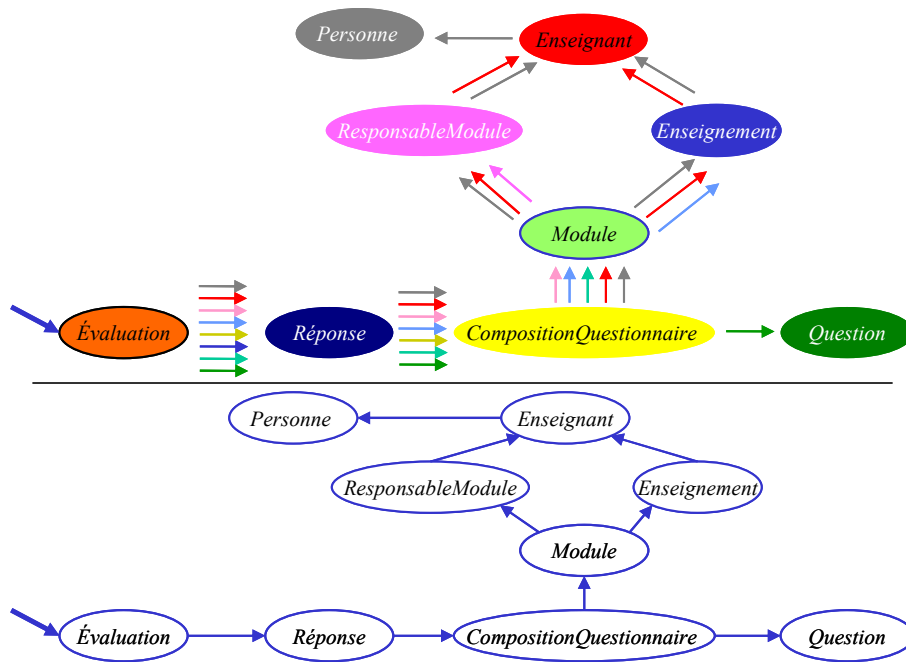 Personne
Enseignant
ResponsableModule
Enseignement
Module
Évaluation
Réponse
CompositionQuestionnaire
Question
Personne
Enseignant
ResponsableModule
Enseignement
Module
Évaluation
Réponse
CompositionQuestionnaire
Question